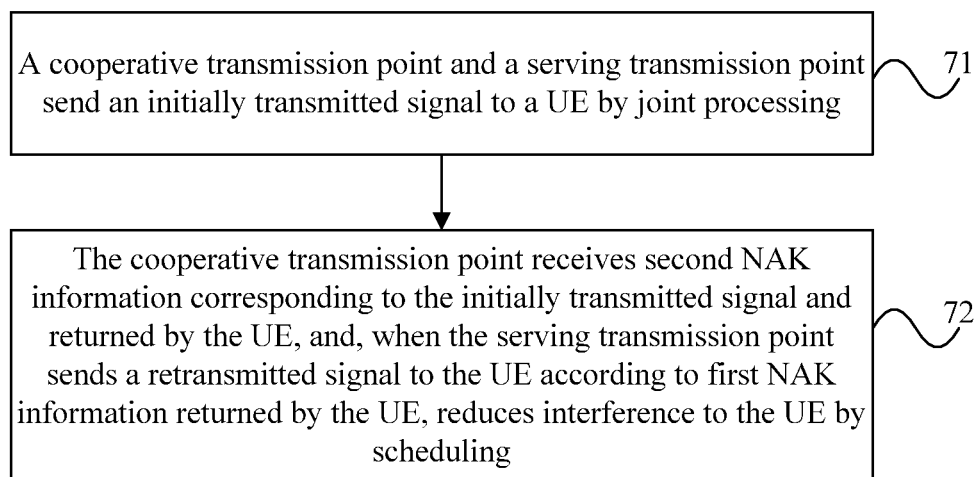 A cooperative transmission point and a serving transmission point
send an initially transmitted signal to a UE by joint processing
71
The cooperative transmission point receives second NAK
information corresponding to the initially transmitted signal and
returned by the UE, and, when the serving transmission point
sends a retransmitted signal to the UE according to first NAK
information returned by the UE, reduces interference to the UE by
scheduling
72